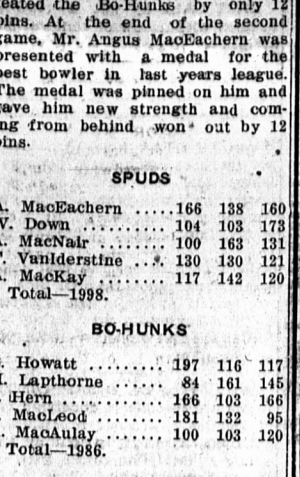 eated the Bo-Hunks by only 12
pins. At the end of the second
game, Mr. Angus MacEachern was
presented with a medal for the
best bowler in last years league.
The medal was pinned on him and
gave him new strength and com-
ng from behind won out by 12
pins.
SPUDS
A. MacEachern .....166 138 160
W. Down ..........104 103 173
. MacNair ........100 163 131
. VanIderstine ...130 130 121
A. MacKay ........117 142 120
Total—1998.
BO-HUNKS
. Howatt .........197 116 117
. Lapthorne ...... 84 161 145
. Hern ...........166 103 166
. MacLeod ........181 132 95
. MacAulay .......100 103 120
Total—1986.